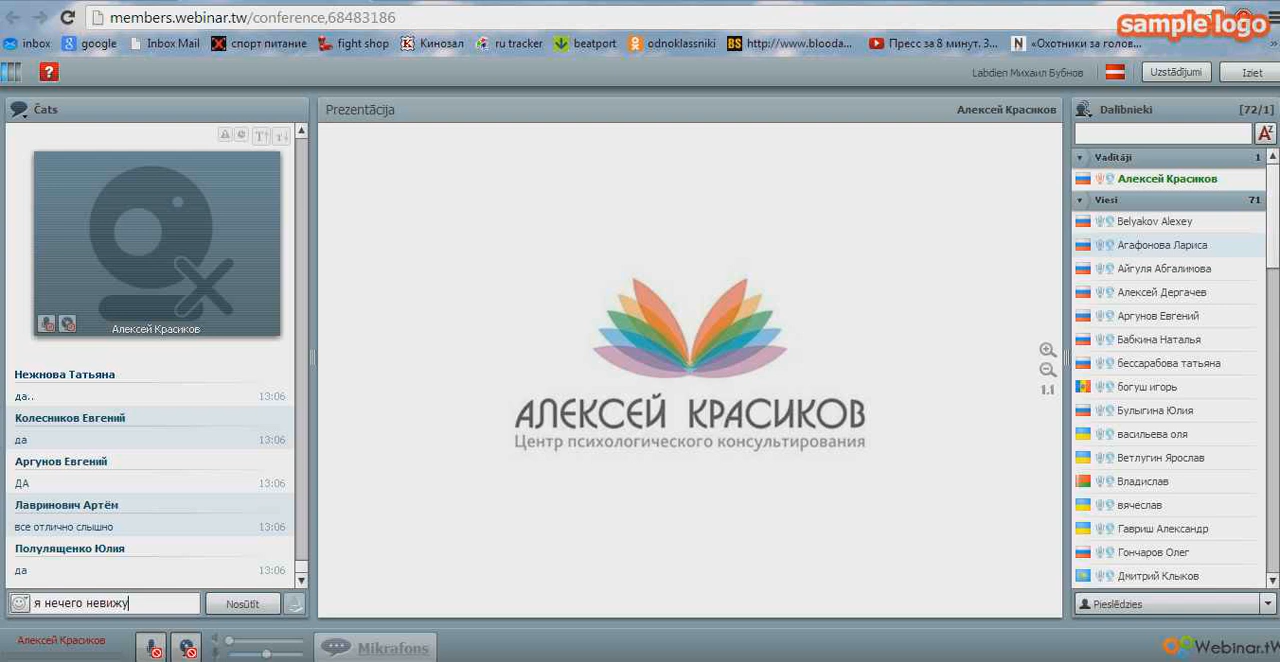 members.webinar.tw/conference,68483186
sample logo
inbox
google
Inbox Mail
спорт питание
fight shop
Кинозал
ru tracker
beatport
odnoklassniki
http://www.blooda...
Пресс за 8 минут. 3...
«Охотники за голов...
Labdien Михаил Бубнов
Uzstādījumi
Iziet
Čats
Алексей Красиков
Нежнова Татьяна
да..
13:06
Колесников Евгений
да
13:06
Аргунов Евгений
ДА
13:06
Лавринович Артём
все отлично слышно
13:06
Полулященко Юлия
да
13:06
я нечего невижу
Nosūtīt
Prezentācija
Алексей Красиков
АЛЕКСЕЙ КРАСИКОВ
Центр психологического консультирования
1:1
Dalībnieki
[72/1]
Vadītāji
1
Алексей Красиков
Viesi
71
Belyakov Alexey
Агафонова Лариса
Айгуля Абгалимова
Алексей Дергачев
Аргунов Евгений
Бабкина Наталья
бессарабова татьяна
богуш игорь
Булыгина Юлия
васильева оля
Ветлугин Ярослав
Владислав
вячеслав
Гавриш Александр
Гончаров Олег
Дмитрий Клыков
Pieslēdzies
Алексей Красиков
Mikrafons
Webinar.tw